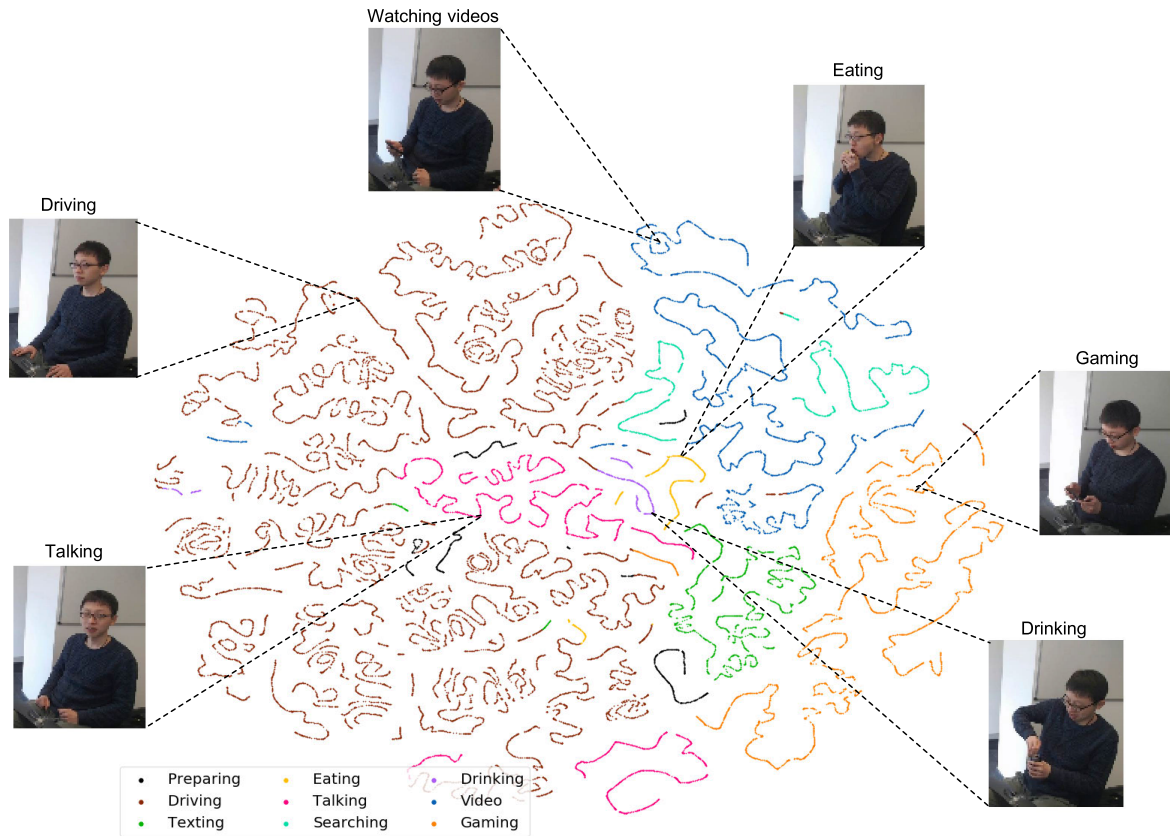 Watching videos
Eating
Driving
Gaming
Talking
Drinking
Preparing
Eating
Drinking
Driving
Talking
Video
Texting
Searching
Gaming